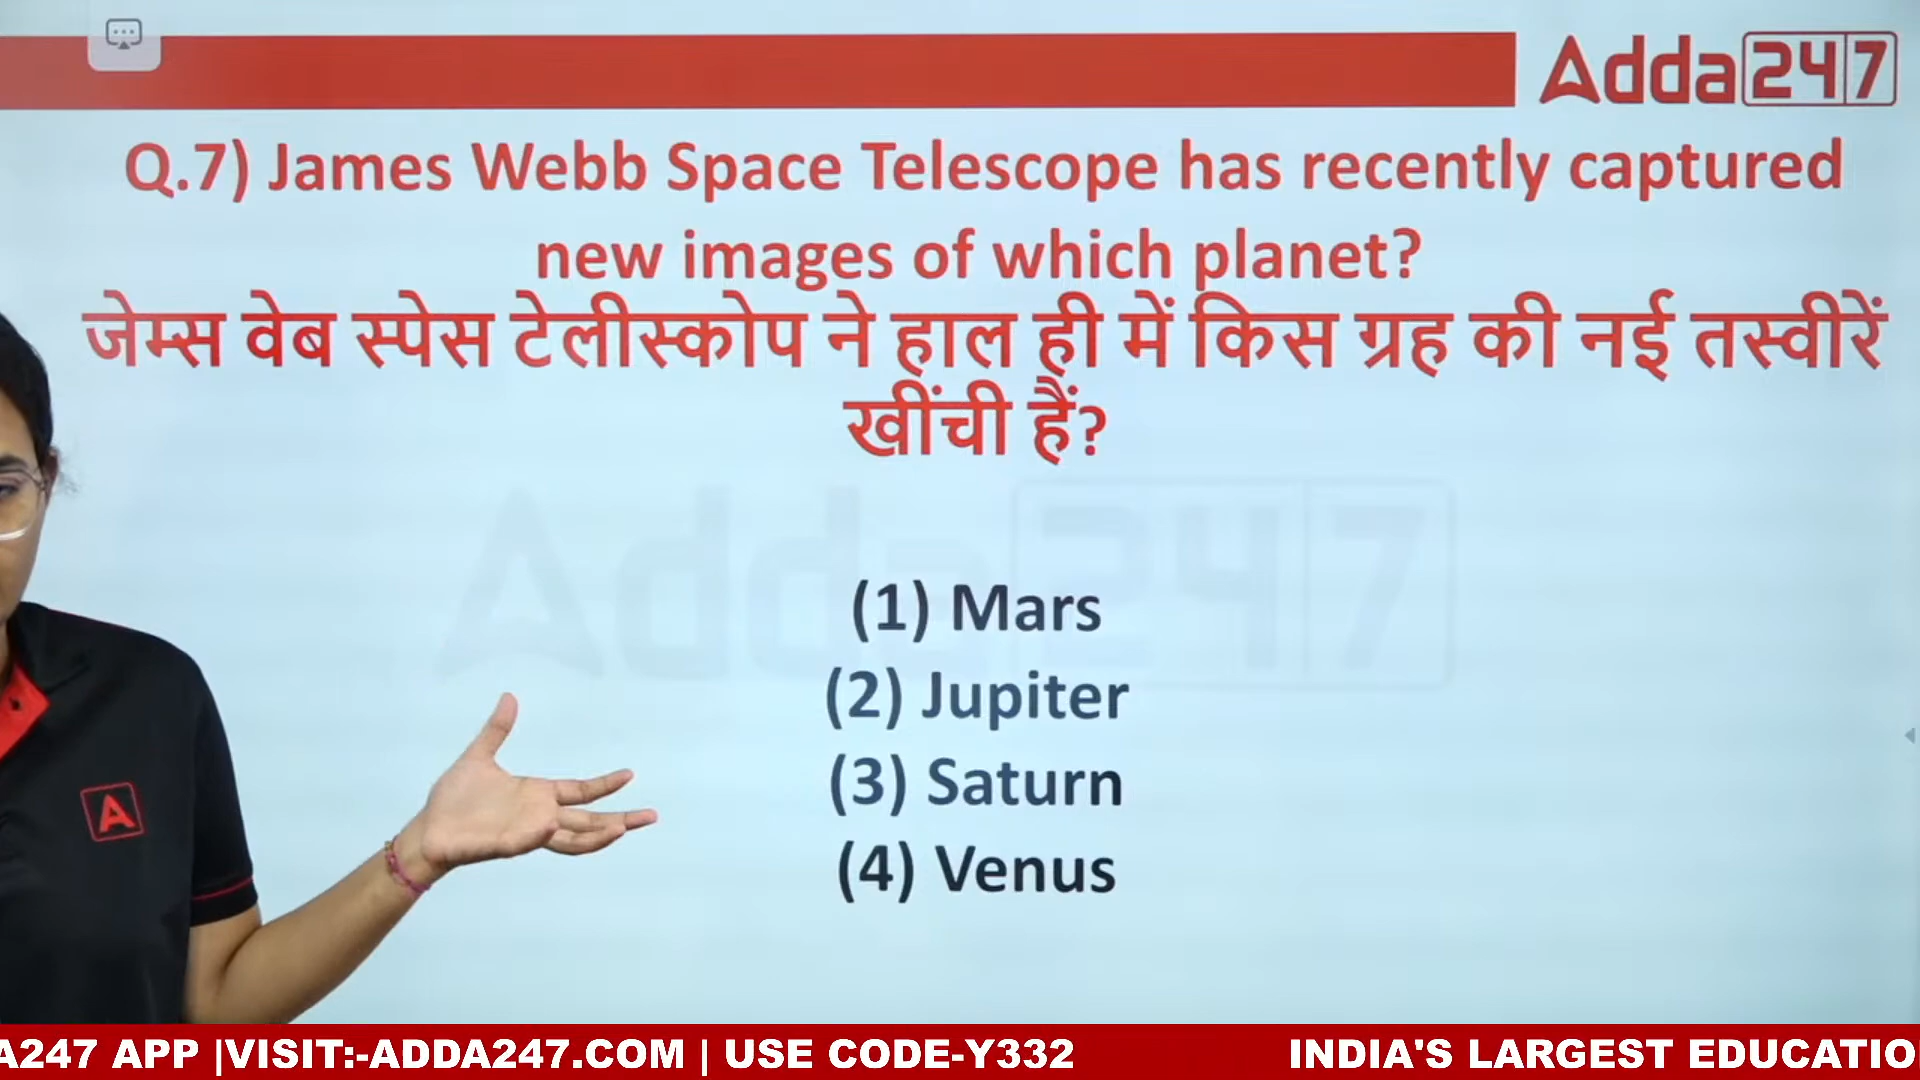 Adda247
Q.7) James Webb Space Telescope has recently captured
new images of which planet?
जेम्स वेब स्पेस टेलीस्कोप ने हाल ही में किस ग्रह की नई तस्वीरें
खींची हैं?
Adda247
(1) Mars
(2) Jupiter
(3) Saturn
(4) Venus
A
A247 APP |VISIT:-ADDA247.COM | USE CODE-Y332 INDIA'S LARGEST EDUCATIO